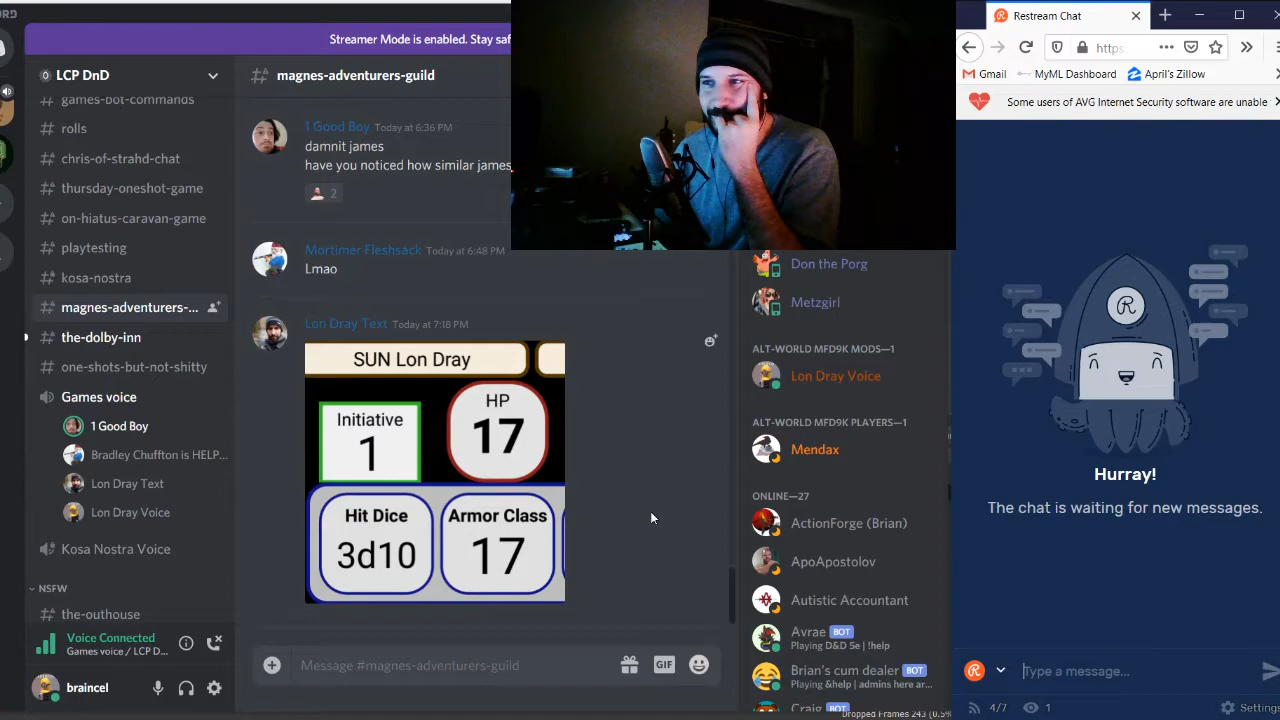 ORD
Streamer Mode is enabled. Stay saf
LCP DnD
games-bot-commands
rolls
chris-of-strahd-chat
thursday-oneshot-game
on-hiatus-caravan-game
playtesting
kosa-nostra
magnes-adventurers-...
the-dolby-inn
one-shots-but-not-shitty
Games voice
1 Good Boy
Bradley Chuffton is HELP...
Lon Dray Text
Lon Dray Voice
Kosa Nostra Voice
NSFW
the-outhouse
Voice Connected
Games voice / LCP D...
braincel
magnes-adventurers-guild
1 Good Boy Today at 6:36 PM
damnit james
have you noticed how similar james
2
Mortimer Fleshsack Today at 6:48 PM
Lmao
Lon Dray Text Today at 7:18 PM
SUN Lon Dray
Initiative
1
HP
17
Hit Dice
3d10
Armor Class
17
Message #magnes-adventurers-guild
GIF
Don the Porg
Metzgirl
ALT-WORLD MFD9K MODS—1
Lon Dray Voice
ALT-WORLD MFD9K PLAYERS—1
Mendax
ONLINE—27
ActionForge (Brian)
ApoApostolov
Autistic Accountant
Avrae BOT
Playing D&D 5e | !help
Brian's cum dealer BOT
Playing &help | admins here ar...
Craig BOT
Dropped Frames 243 (0.5%
Restream Chat
https
Gmail
MyML Dashboard
April's Zillow
Some users of AVG Internet Security software are unable
R
Hurray!
The chat is waiting for new messages.
Type a message...
4/7
1
Settings